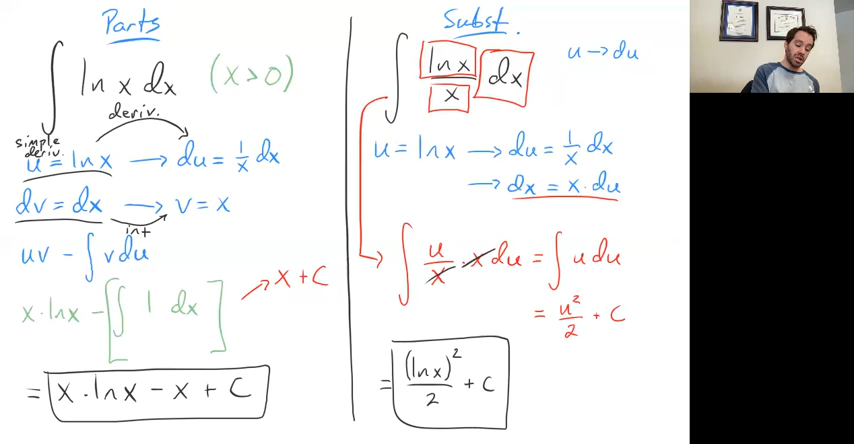 Parts
∫ ln x dx (x > 0)
deriv.
simple deriv.
u = ln x → du = 1/x dx
dv = dx → v = x
int
uv - ∫ v du
x · ln x - [∫ 1 dx] → x + C
= x · ln x - x + C
Subst.
∫ ln x / x dx u → du
u = ln x → du = 1/x dx
→ dx = x · du
∫ u/x · x du = ∫ u du
= u²/2 + C
= (ln x)²/2 + C